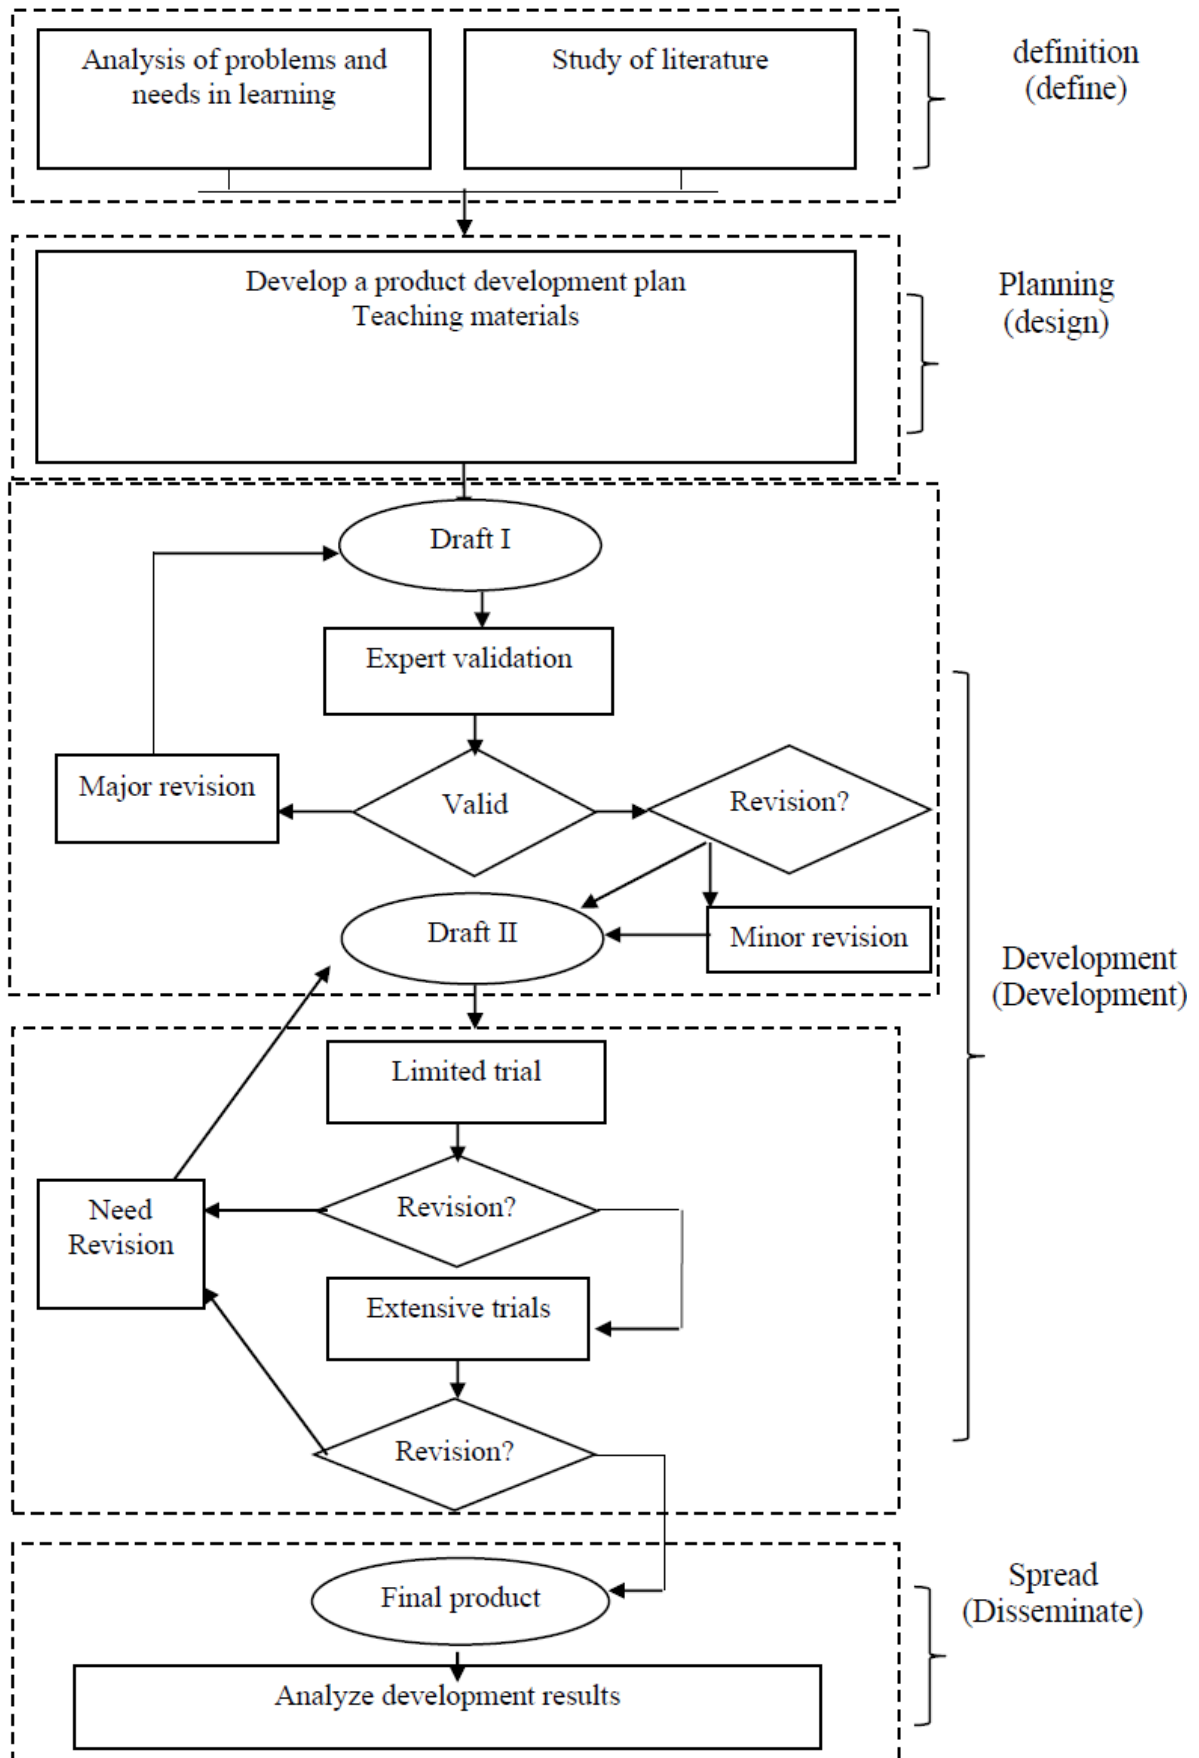 Analysis of problems and
needs in learning
Study of literature
definition
(define)
Develop a product development plan
Teaching materials
Planning
(design)
Draft I
Expert validation
Major revision
Valid
Revision?
Draft II
Minor revision
Development
(Development)
Limited trial
Need
Revision
Revision?
Extensive trials
Revision?
Final product
Spread
(Disseminate)
Analyze development results